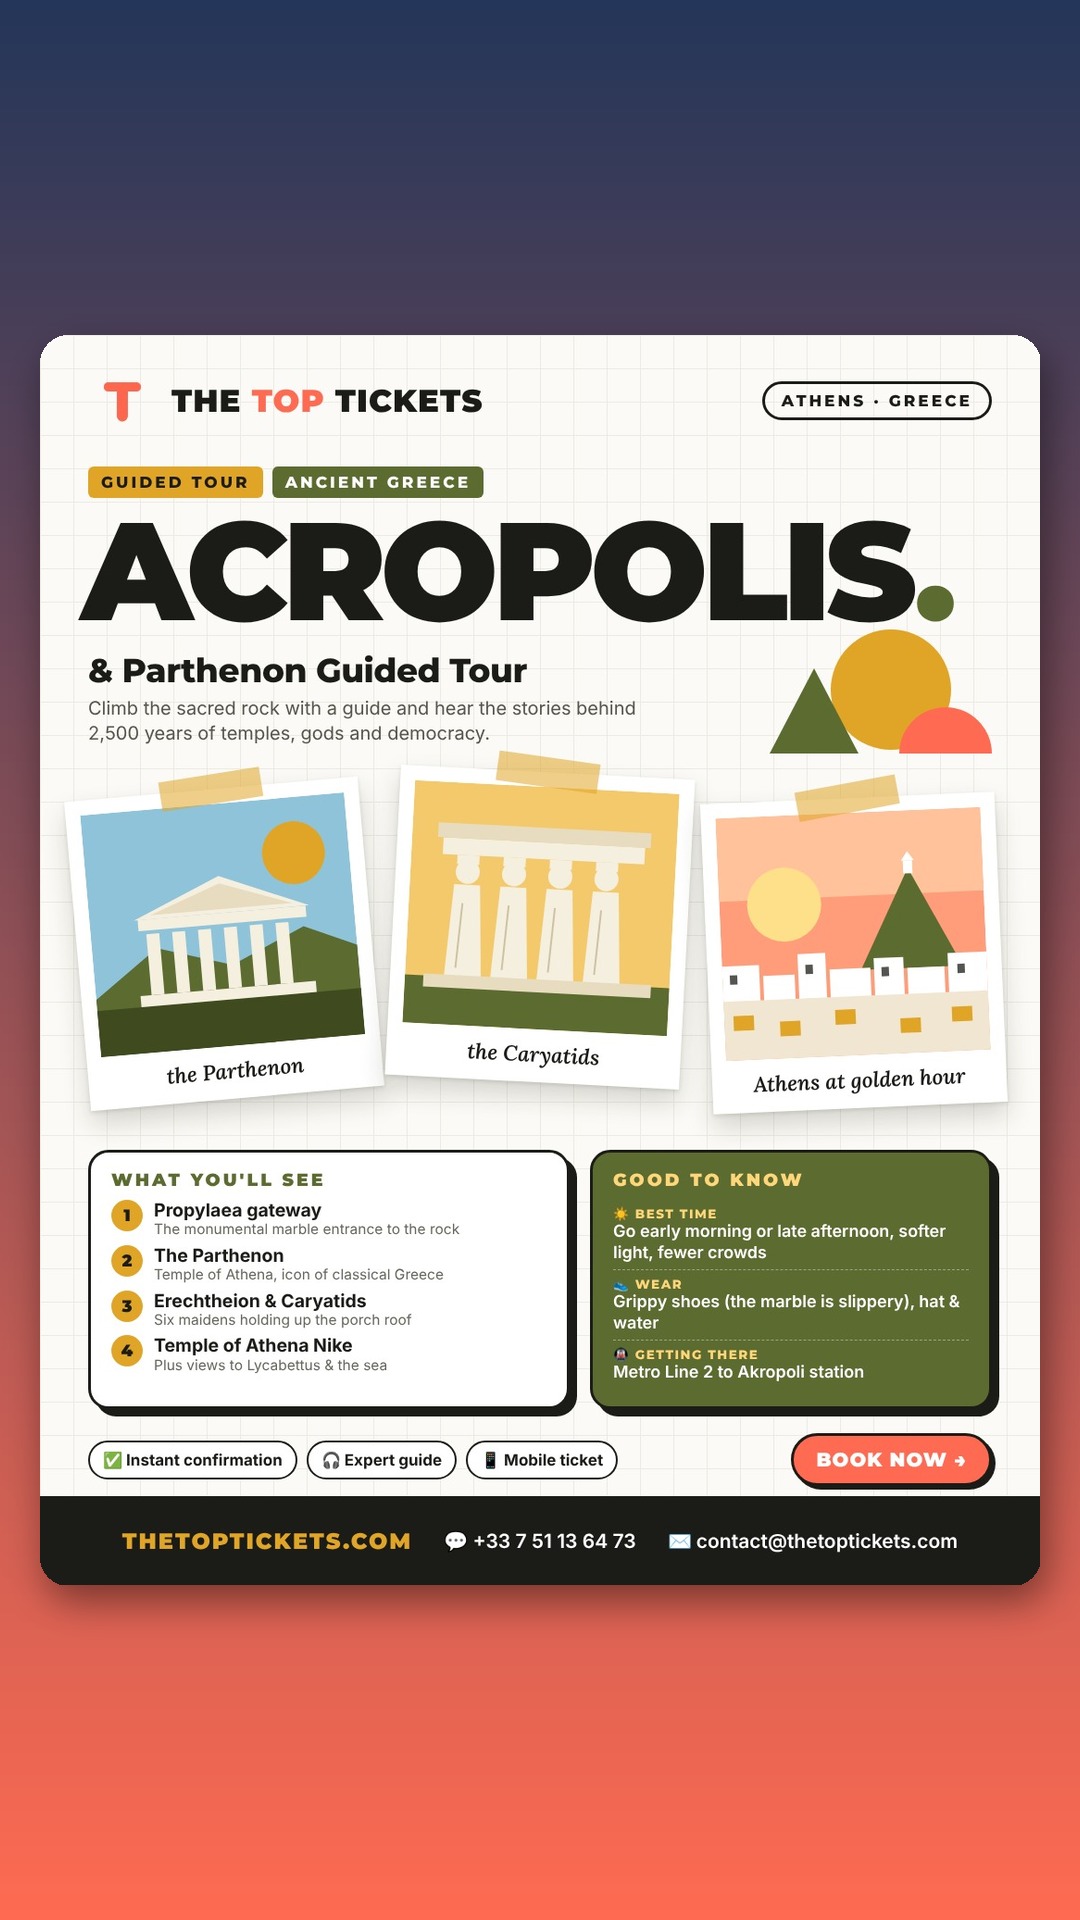 THE TOP TICKETS
ATHENS · GREECE
GUIDED TOUR
ANCIENT GREECE
ACROPOLIS.
& Parthenon Guided Tour
Climb the sacred rock with a guide and hear the stories behind
2,500 years of temples, gods and democracy.
the Parthenon
the Caryatids
Athens at golden hour
WHAT YOU'LL SEE
1 Propylaea gateway
The monumental marble entrance to the rock
2 The Parthenon
Temple of Athena, icon of classical Greece
3 Erechtheion & Caryatids
Six maidens holding up the porch roof
4 Temple of Athena Nike
Plus views to Lycabettus & the sea
GOOD TO KNOW
☀️ BEST TIME
Go early morning or late afternoon, softer
light, fewer crowds
👟 WEAR
Grippy shoes (the marble is slippery), hat &
water
🚇 GETTING THERE
Metro Line 2 to Akropoli station
✅ Instant confirmation
🎧 Expert guide
📱 Mobile ticket
BOOK NOW →
THETOPTICKETS.COM
💬 +33 7 51 13 64 73
✉️ contact@thetoptickets.com